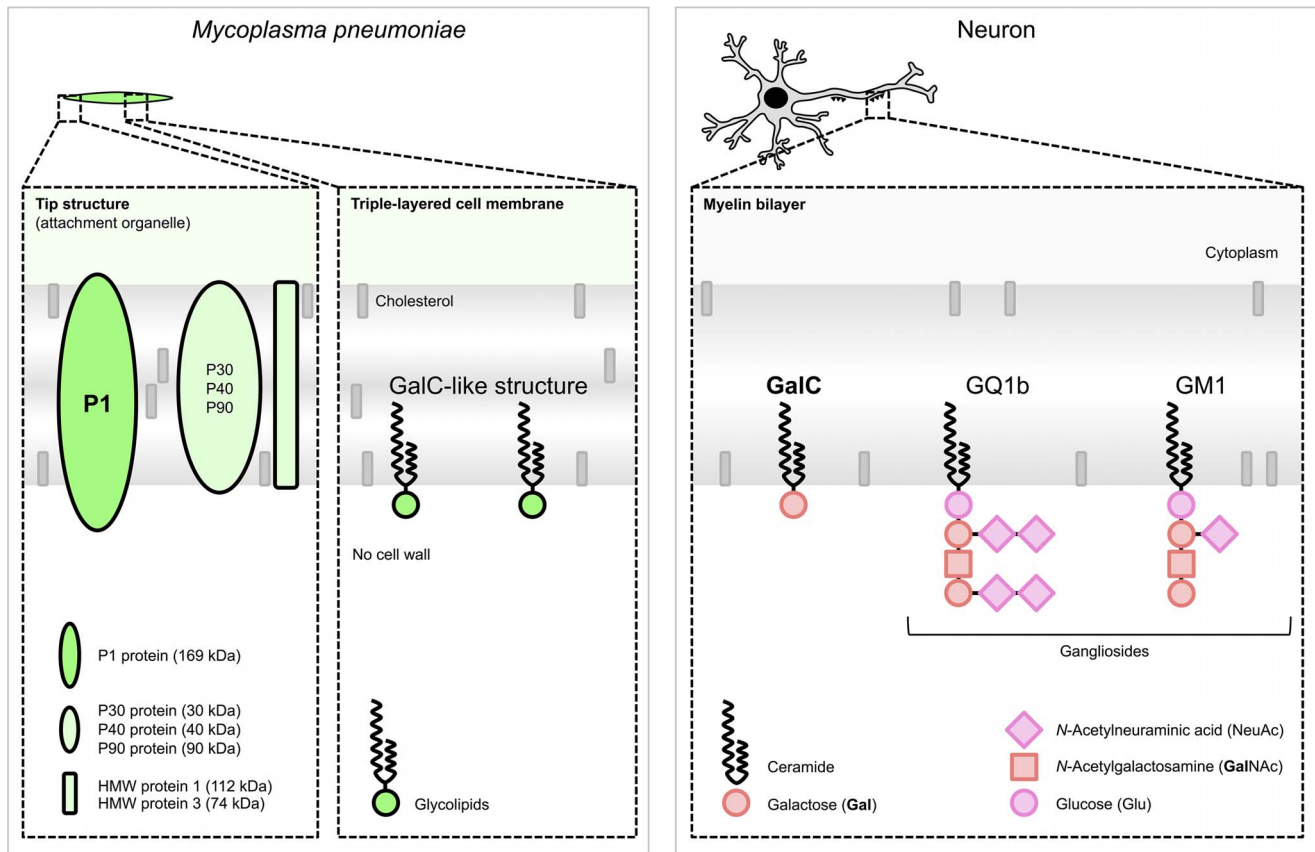 Mycoplasma pneumoniae
Tip structure
(attachment organelle)
P1
P30
P40
P90
P1 protein (169 kDa)
P30 protein (30 kDa)
P40 protein (40 kDa)
P90 protein (90 kDa)
HMW protein 1 (112 kDa)
HMW protein 3 (74 kDa)
Triple-layered cell membrane
Cholesterol
GalC-like structure
No cell wall
Glycolipids
Neuron
Myelin bilayer
Cytoplasm
GalC
GQ1b
GM1
Gangliosides
Ceramide
Galactose (Gal)
N-Acetylneuraminic acid (NeuAc)
N-Acetylgalactosamine (GalNAc)
Glucose (Glu)